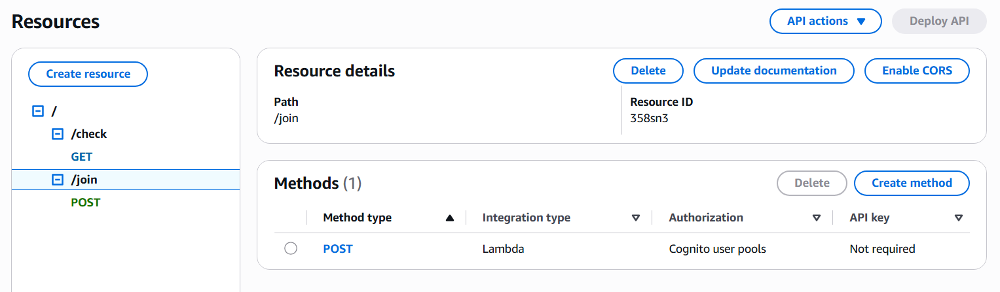 Resources
API actions
Deploy API
Create resource
/
/check
GET
/join
POST
Resource details
Delete
Update documentation
Enable CORS
Path
/join
Resource ID
358sn3
Methods (1)
Delete
Create method
Method type
Integration type
Authorization
API key
POST
Lambda
Cognito user pools
Not required